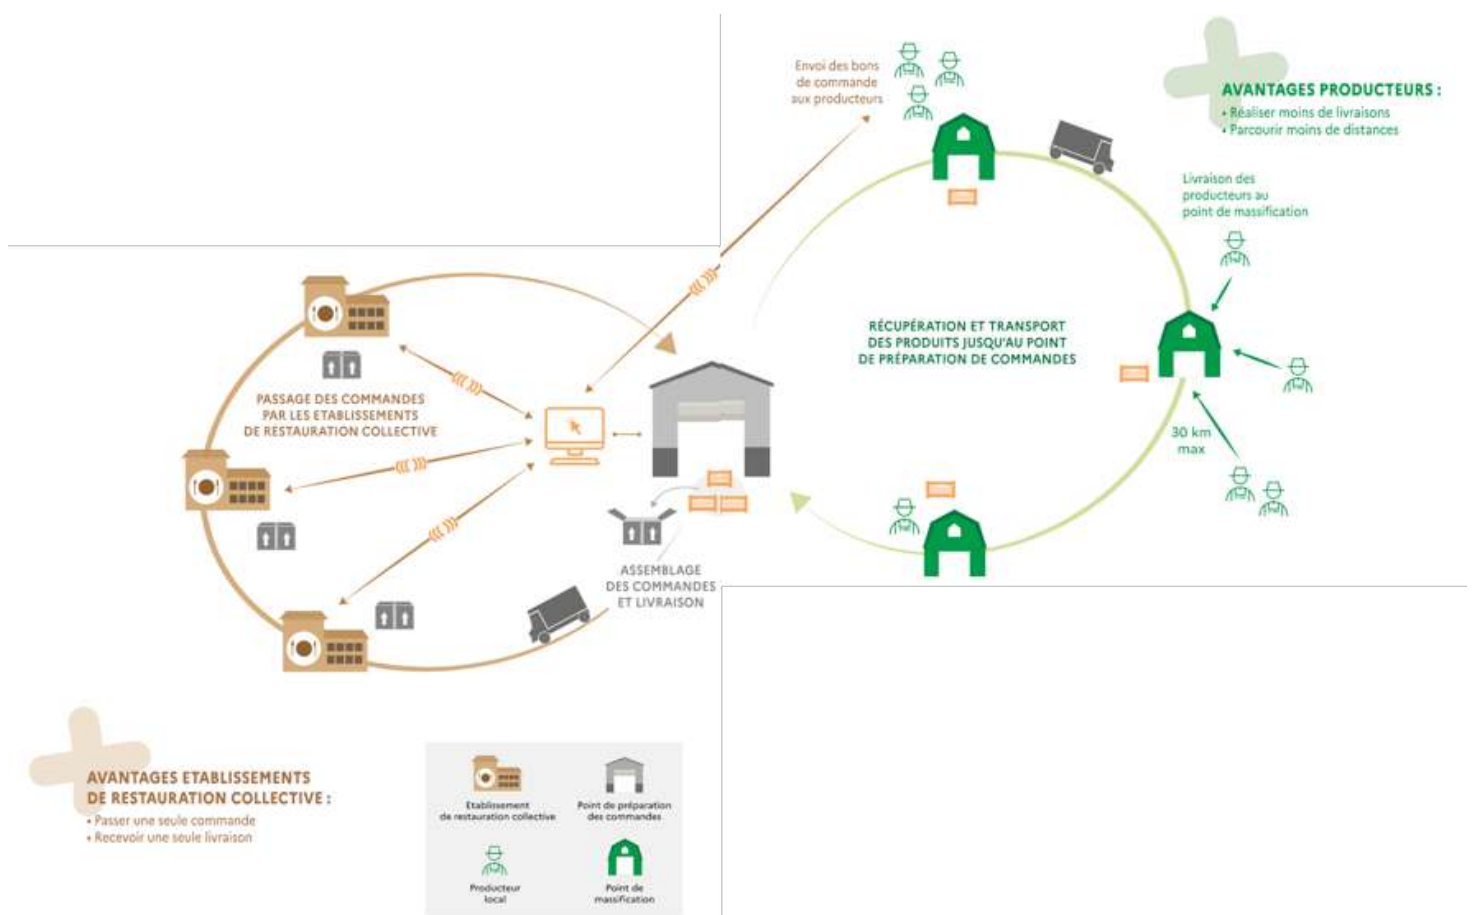 Envoi des bons
de commande
aux producteurs
AVANTAGES PRODUCTEURS :
• Réaliser moins de livraisons
• Parcourir moins de distances
Livraison des
producteurs au
point de massification
RÉCUPÉRATION ET TRANSPORT
DES PRODUITS JUSQU'AU POINT
DE PRÉPARATION DE COMMANDES
30 km
max
PASSAGE DES COMMANDES
PAR LES ETABLISSEMENTS
DE RESTAURATION COLLECTIVE
ASSEMBLAGE
DES COMMANDES
ET LIVRAISON
AVANTAGES ETABLISSEMENTS
DE RESTAURATION COLLECTIVE :
• Passer une seule commande
• Recevoir une seule livraison
Etablissement
de restauration collective
Point de préparation
des commandes
Producteur
local
Point de
massification